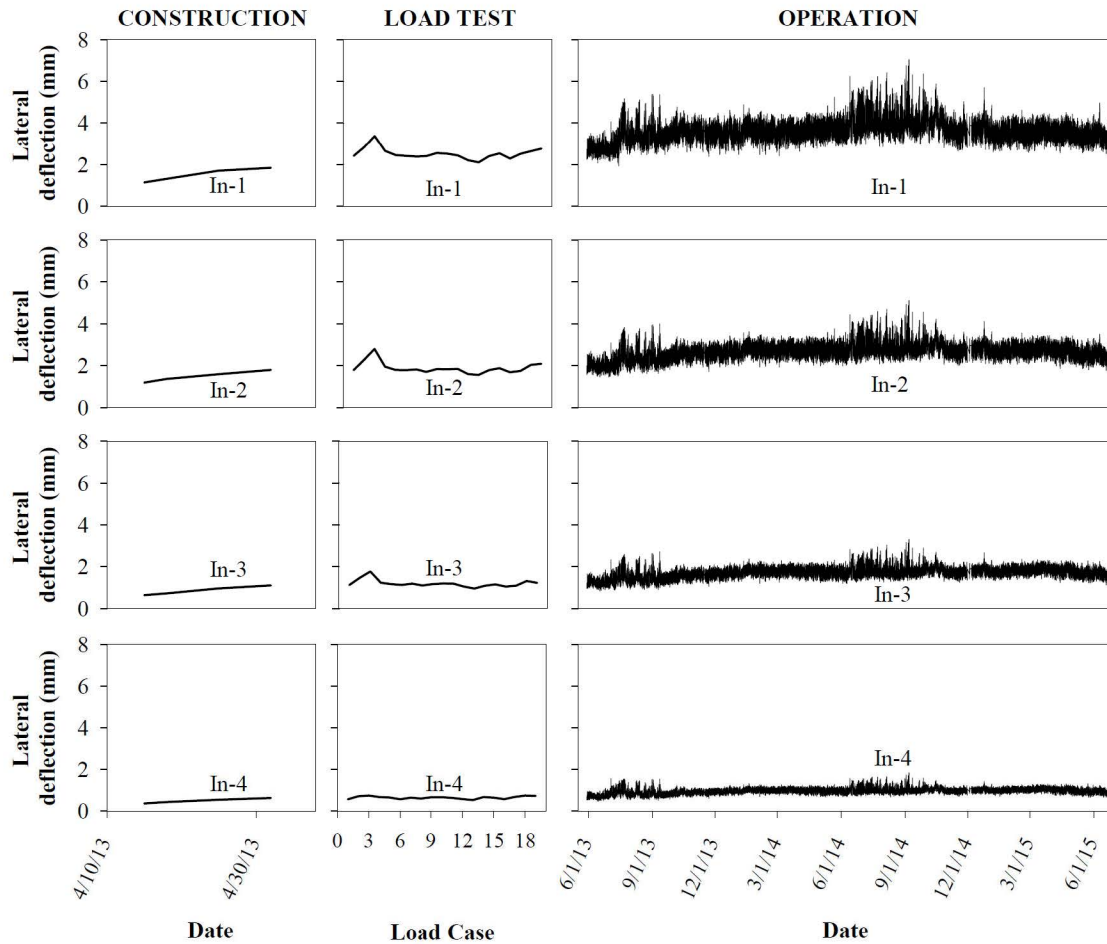 CONSTRUCTION LOAD TEST OPERATION
Lateral
deflection (mm)
8
6
4
2
0
In-1 In-1 In-1
Lateral
deflection (mm)
8
6
4
2
0
In-2 In-2 In-2
Lateral
deflection (mm)
8
6
4
2
0
In-3 In-3 In-3
Lateral
deflection (mm)
8
6
4
2
0
In-4 In-4 In-4
4/10/13 4/30/13
0 3 6 9 12 15 18
6/1/13 9/1/13 12/1/13 3/1/14 6/1/14 9/1/14 12/1/14 3/1/15 6/1/15
Date Load Case Date